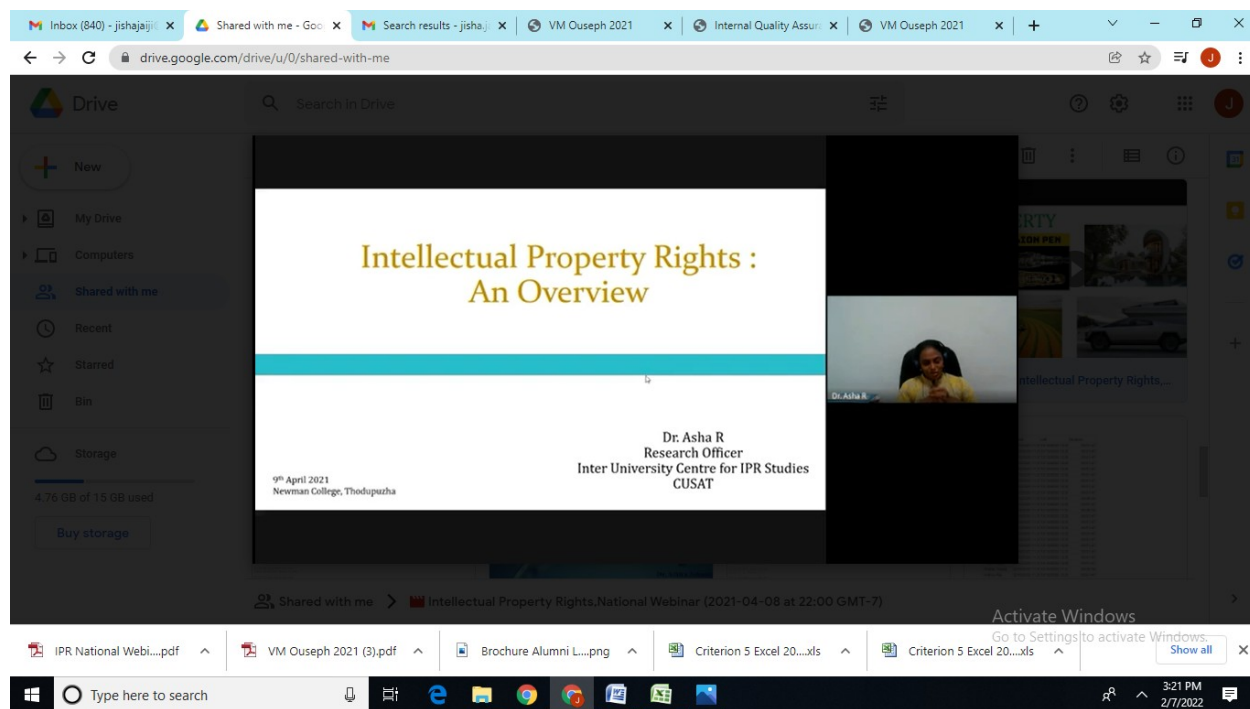 Inbox (840) - jishajaiji
Shared with me - Goo
Search results - jisha.j
VM Ouseph 2021
Internal Quality Assur
VM Ouseph 2021
drive.google.com/drive/u/0/shared-with-me
J
Drive
Search in Drive
J
New
My Drive
Computers
Shared with me
Recent
Starred
Bin
Storage
4.76 GB of 15 GB used
Buy storage
Intellectual Property Rights :
An Overview
Dr. Asha R
Research Officer
Inter University Centre for IPR Studies
CUSAT
9th April 2021
Newman College, Thodupuzha
Dr. Asha R
ERTY
ION PEN
ntellectual Property Rights,...
Shared with me > Intellectual Property Rights,National Webinar (2021-04-08 at 22:00 GMT-7)
Activate Windows
Go to Settings to activate Windows.
IPR National Webi....pdf
VM Ouseph 2021 (3).pdf
Brochure Alumni L....png
Criterion 5 Excel 20....xls
Criterion 5 Excel 20....xls
Show all
Type here to search
3:21 PM
2/7/2022